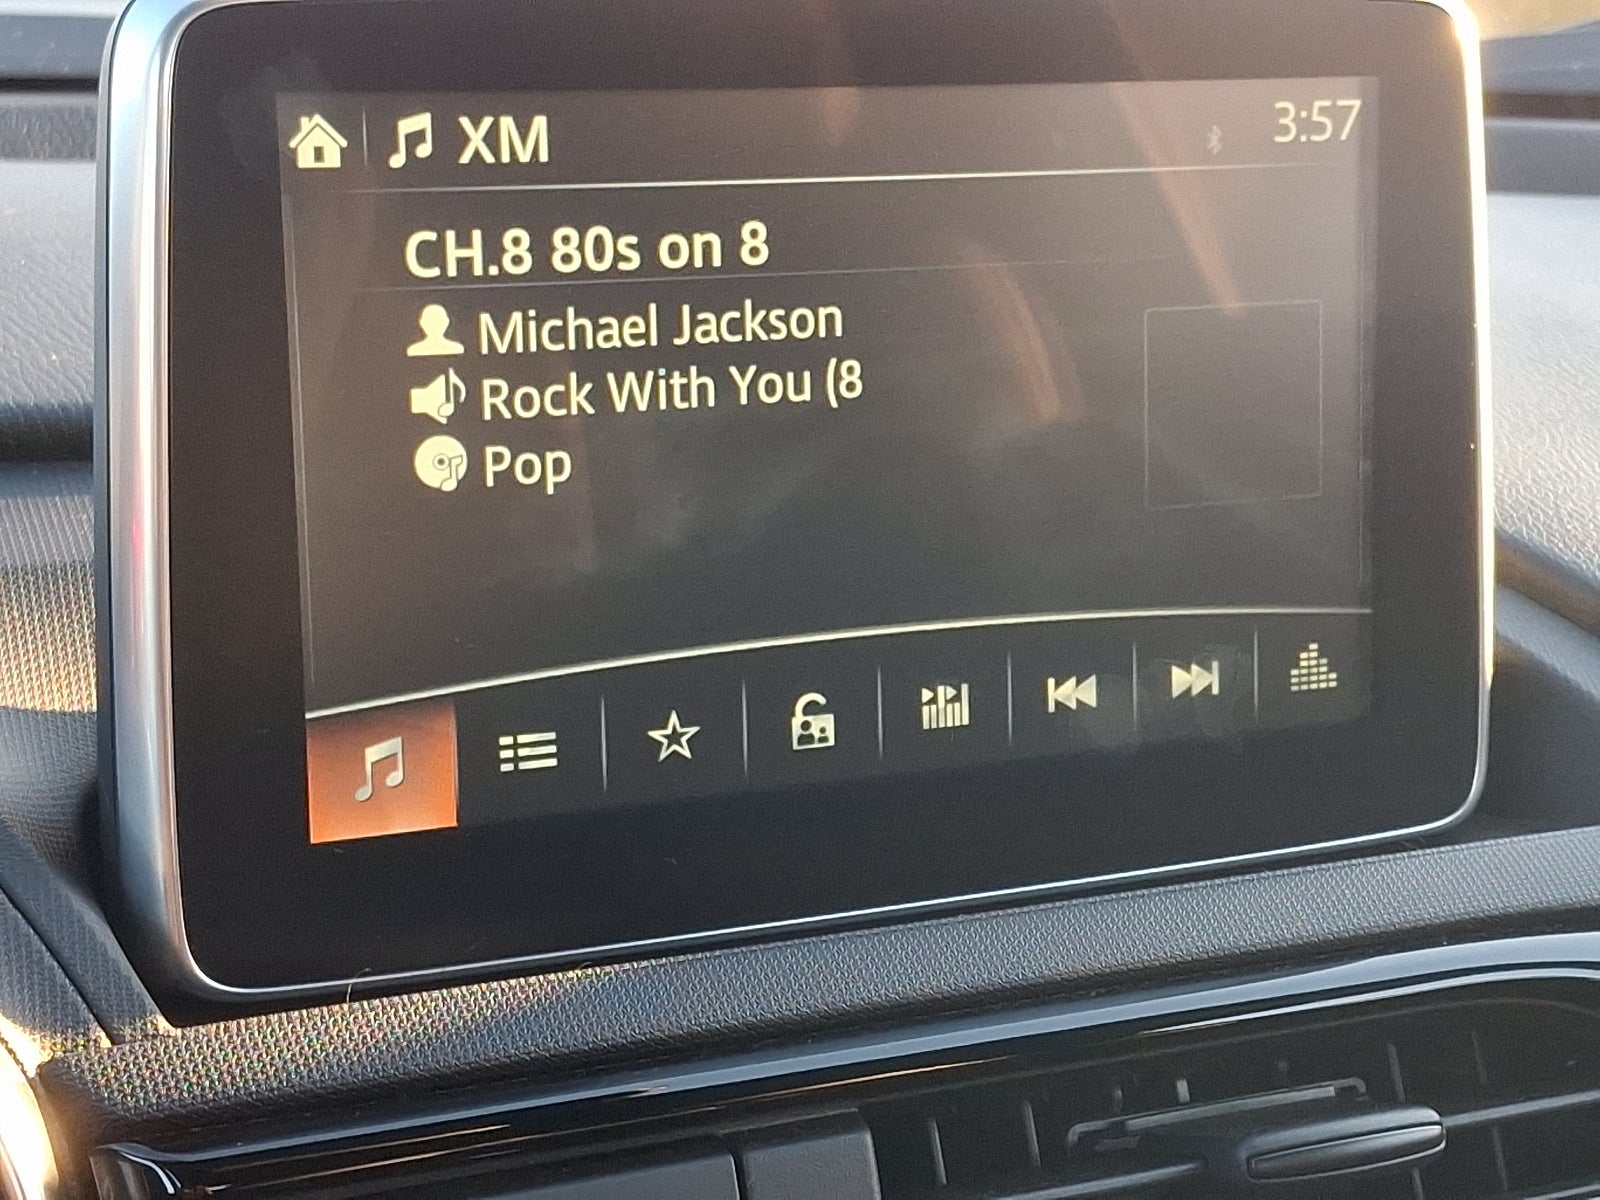 XM
3:57
CH.8 80s on 8
Michael Jackson
Rock With You (8
Pop